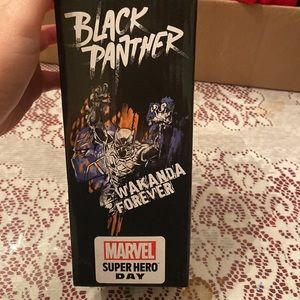 BLACK
PANTHER
WAKANDA
FOREVER
MARVEL
SUPER HERO
DAY